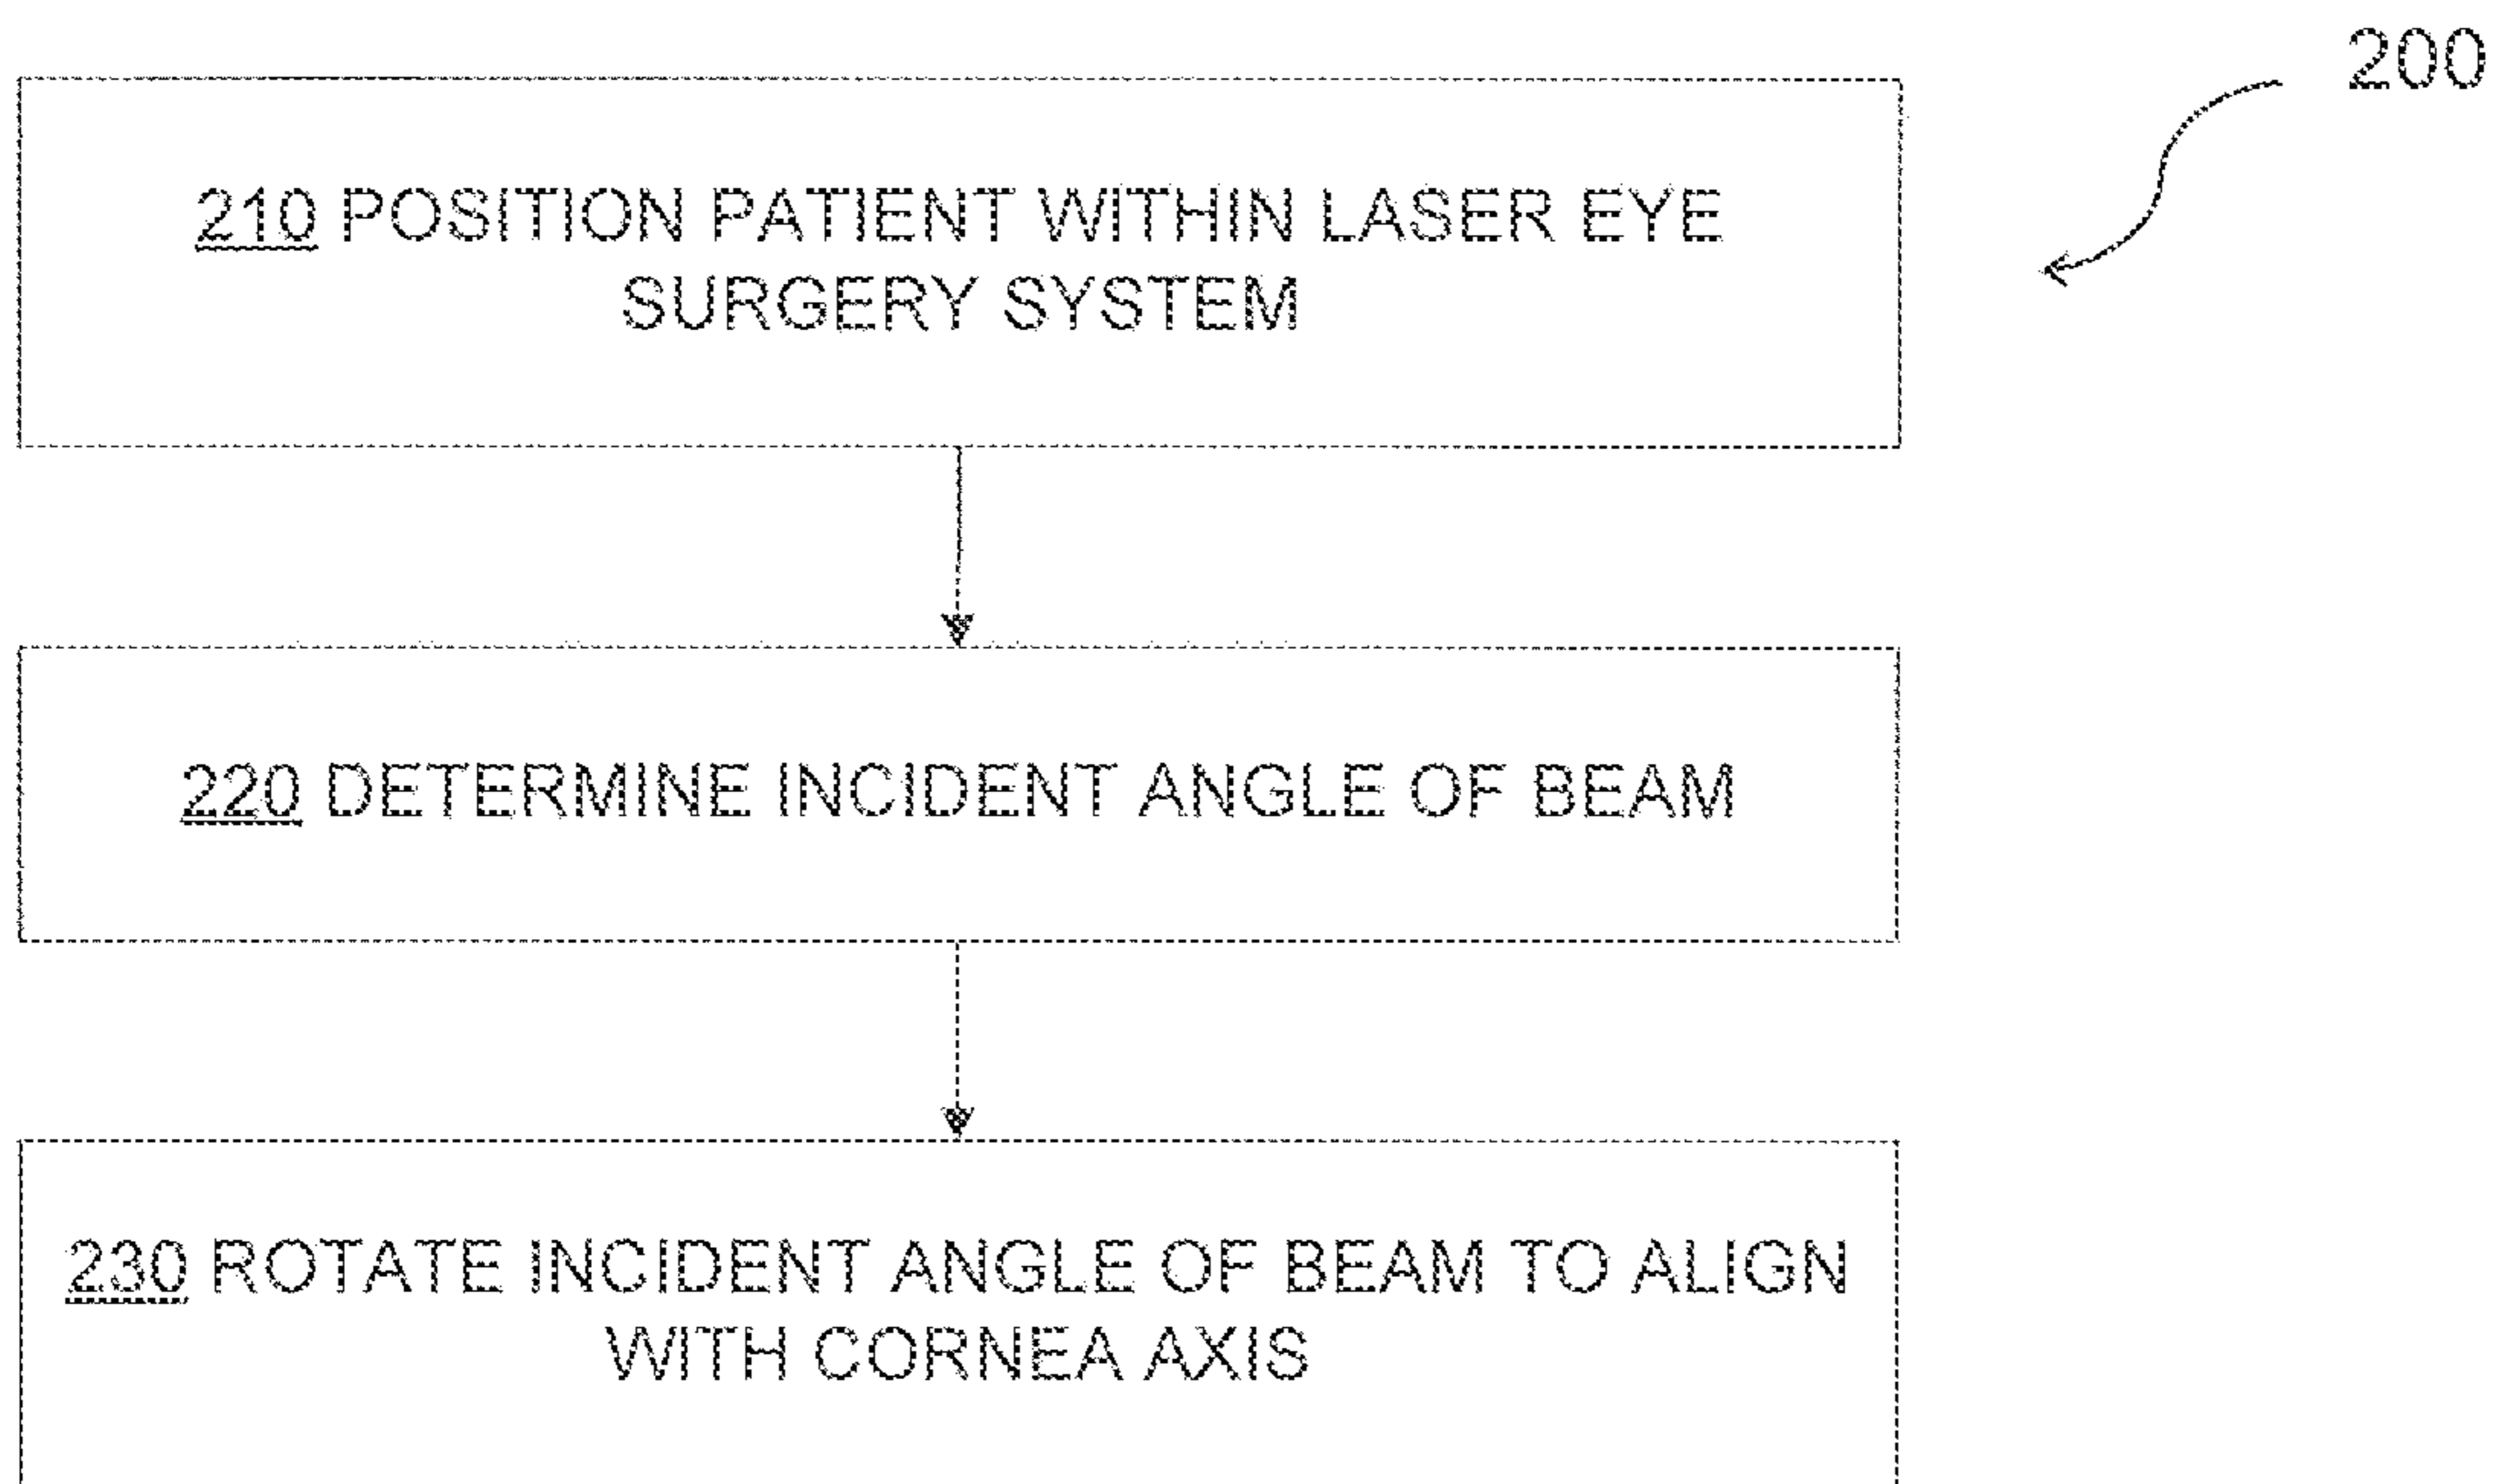 200
210 POSITION PATIENT WITHIN LASER EYE
SURGERY SYSTEM
220 DETERMINE INCIDENT ANGLE OF BEAM
230 ROTATE INCIDENT ANGLE OF BEAM TO ALIGN
WITH CORNEA AXIS